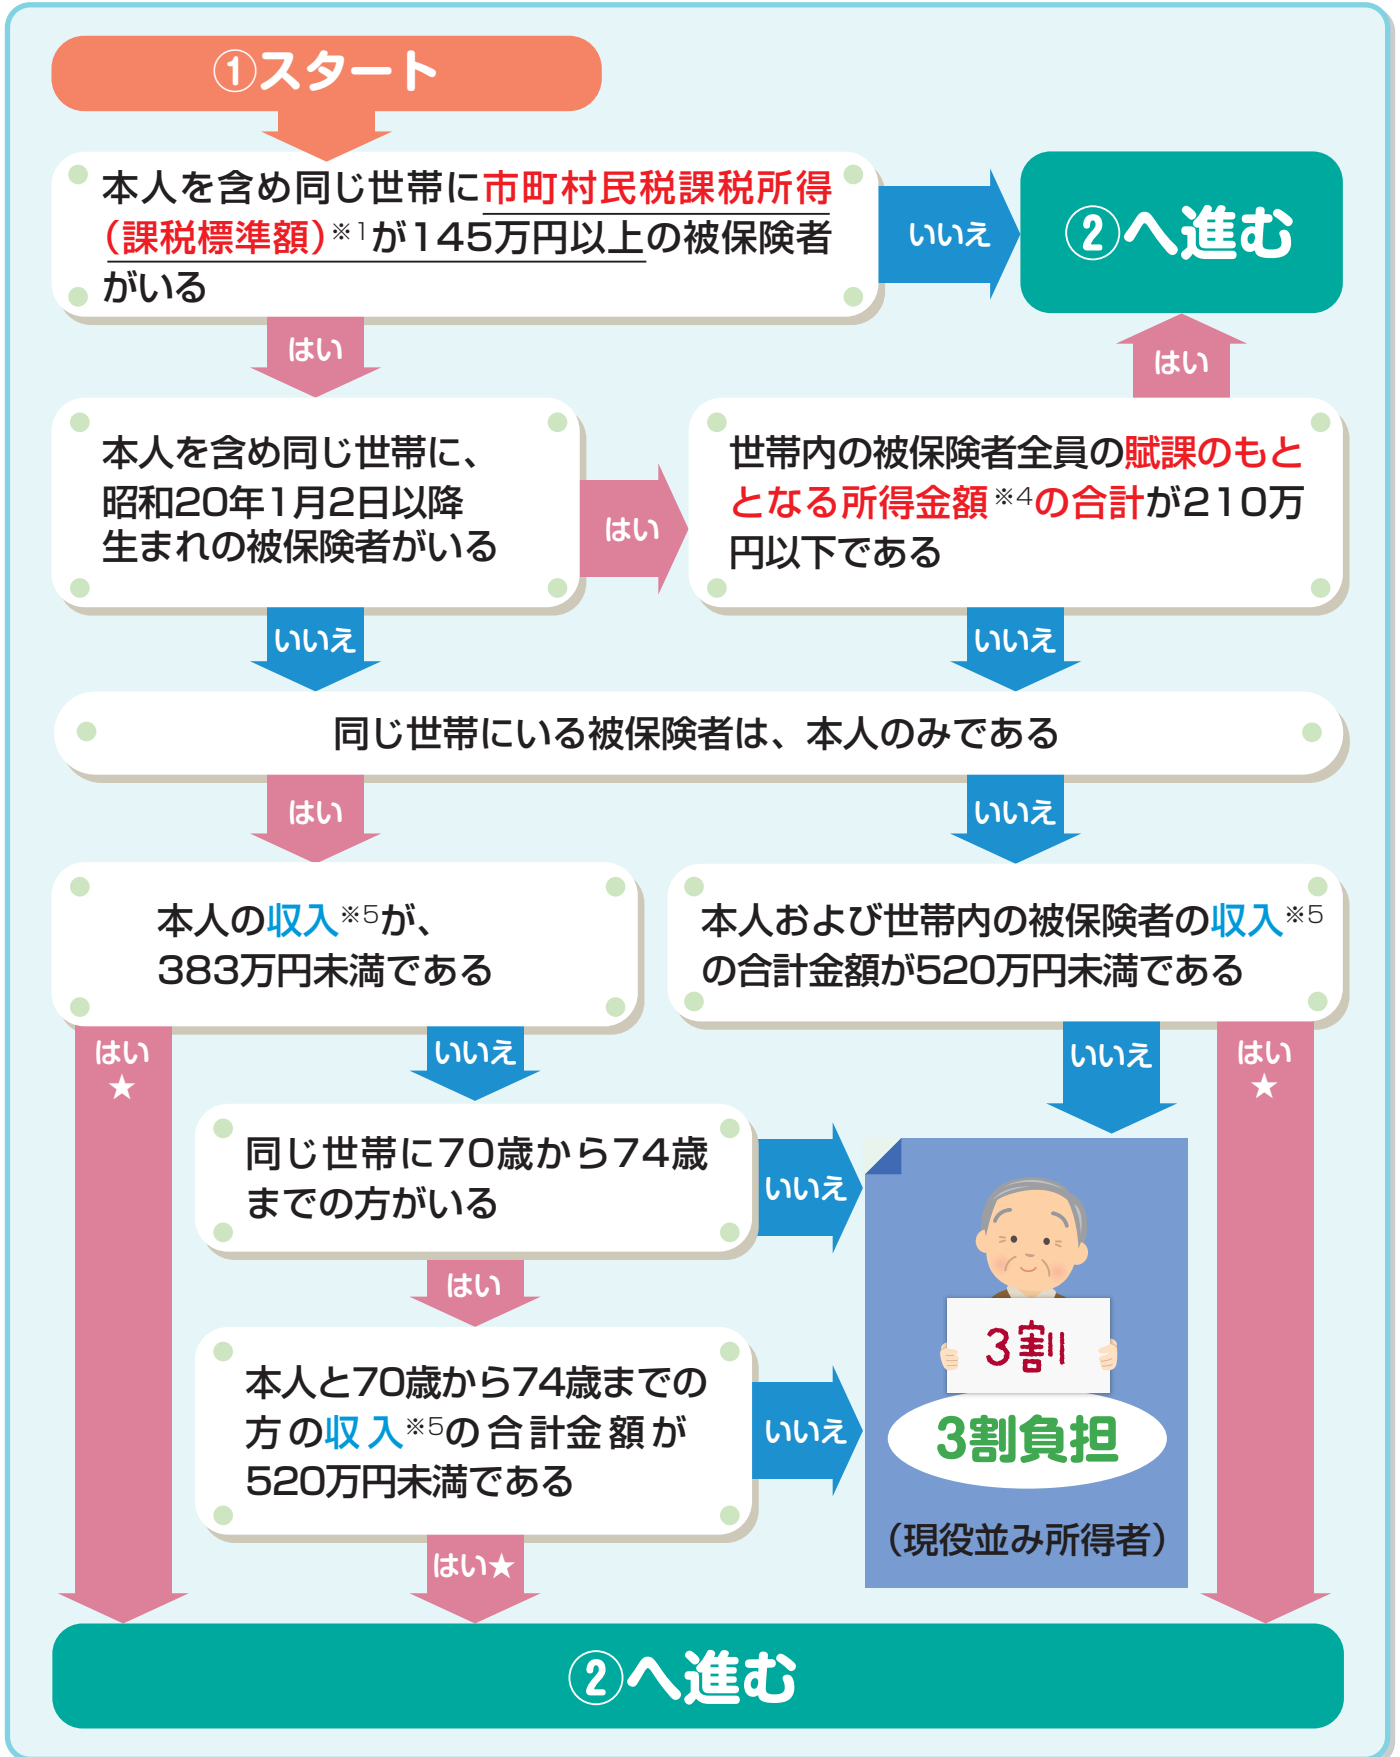 ①スタート
本人を含め同じ世帯に市町村民税課税所得
(課税標準額)※1が145万円以上の被保険者
がいる
いいえ
②へ進む
はい
はい
本人を含め同じ世帯に、
昭和20年1月2日以降
生まれの被保険者がいる
はい
世帯内の被保険者全員の賦課のもと
となる所得金額※4の合計が210万
円以下である
いいえ
いいえ
同じ世帯にいる被保険者は、本人のみである
はい
いいえ
本人の収入※5が、
383万円未満である
本人および世帯内の被保険者の収入※5
の合計金額が520万円未満である
はい
★
いいえ
いいえ
はい
★
同じ世帯に70歳から74歳
までの方がいる
いいえ
はい
本人と70歳から74歳までの
方の収入※5の合計金額が
520万円未満である
いいえ
3割
3割負担
(現役並み所得者)
はい★
②へ進む